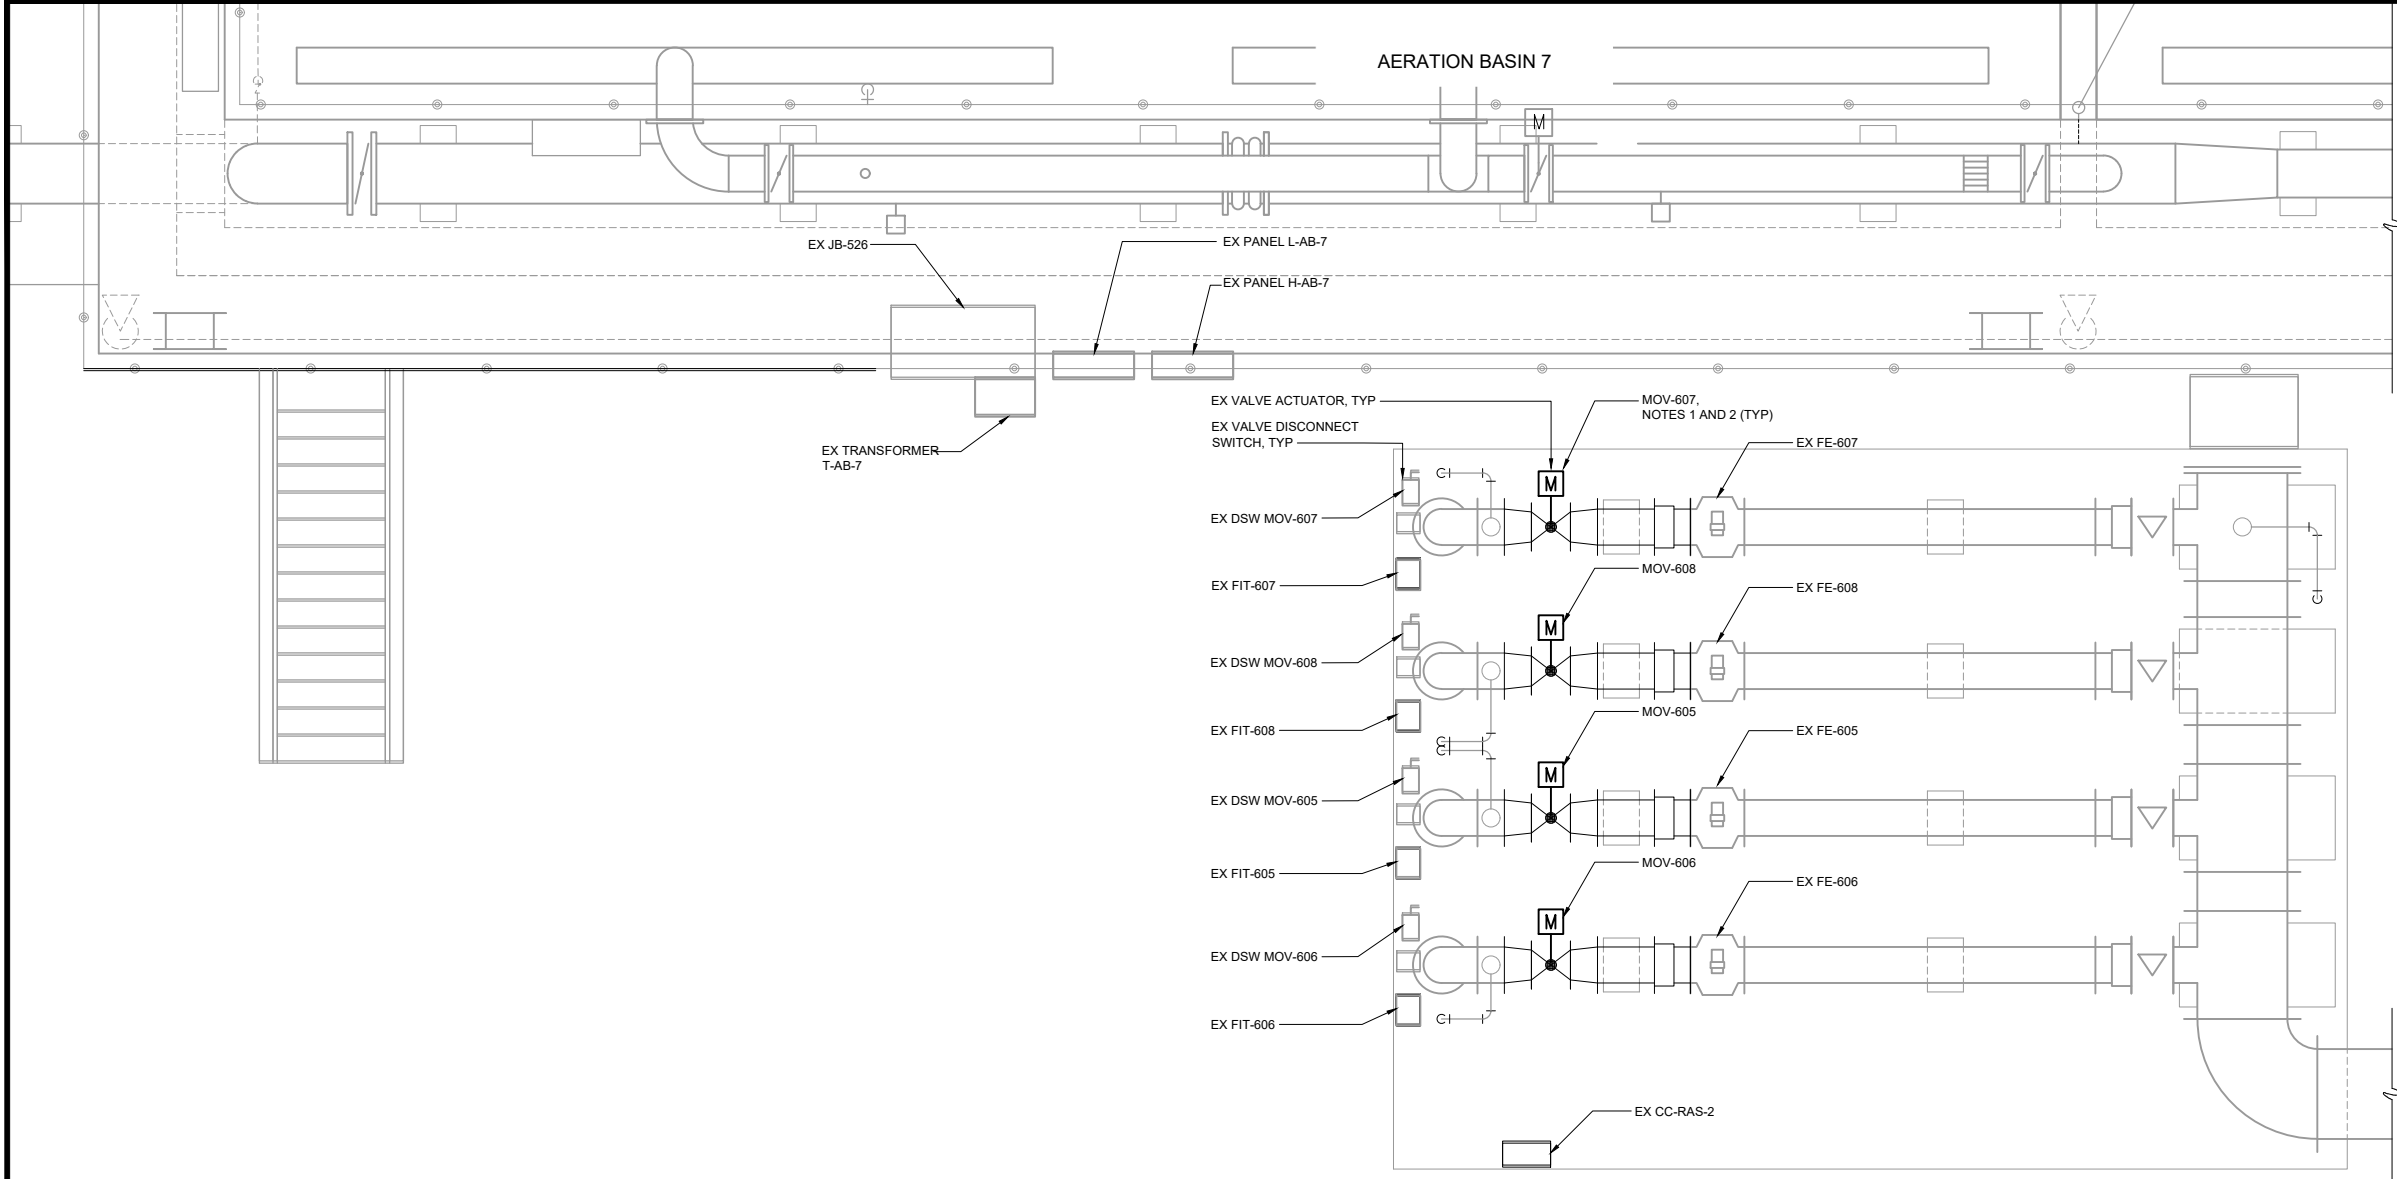 AERATION BASIN 7
M
EX JB-526
EX PANEL L-AB-7
EX PANEL H-AB-7
EX TRANSFORMER
T-AB-7
EX VALVE ACTUATOR, TYP
MOV-607,
NOTES 1 AND 2 (TYP)
EX VALVE DISCONNECT
SWITCH, TYP
EX FE-607
M
EX DSW MOV-607
MOV-608
EX FIT-607
EX FE-608
M
EX DSW MOV-608
MOV-605
EX FIT-608
EX FE-605
M
EX DSW MOV-605
MOV-606
EX FIT-605
EX FE-606
M
EX DSW MOV-606
EX FIT-606
EX CC-RAS-2